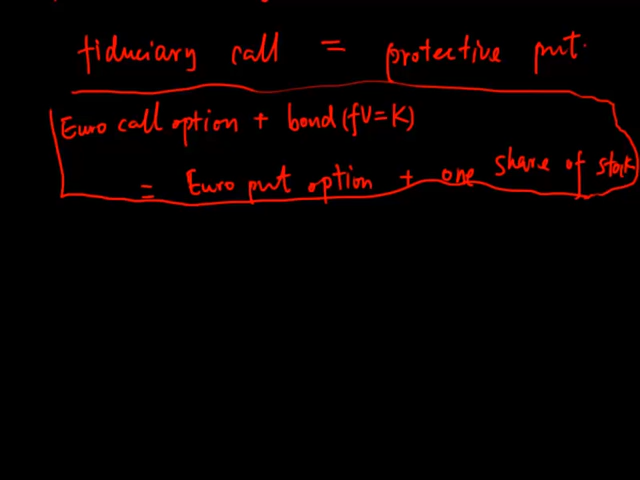 fiduciary call = protective put.
Euro call option + bond (FV=K)
= Euro put option + one share of stock